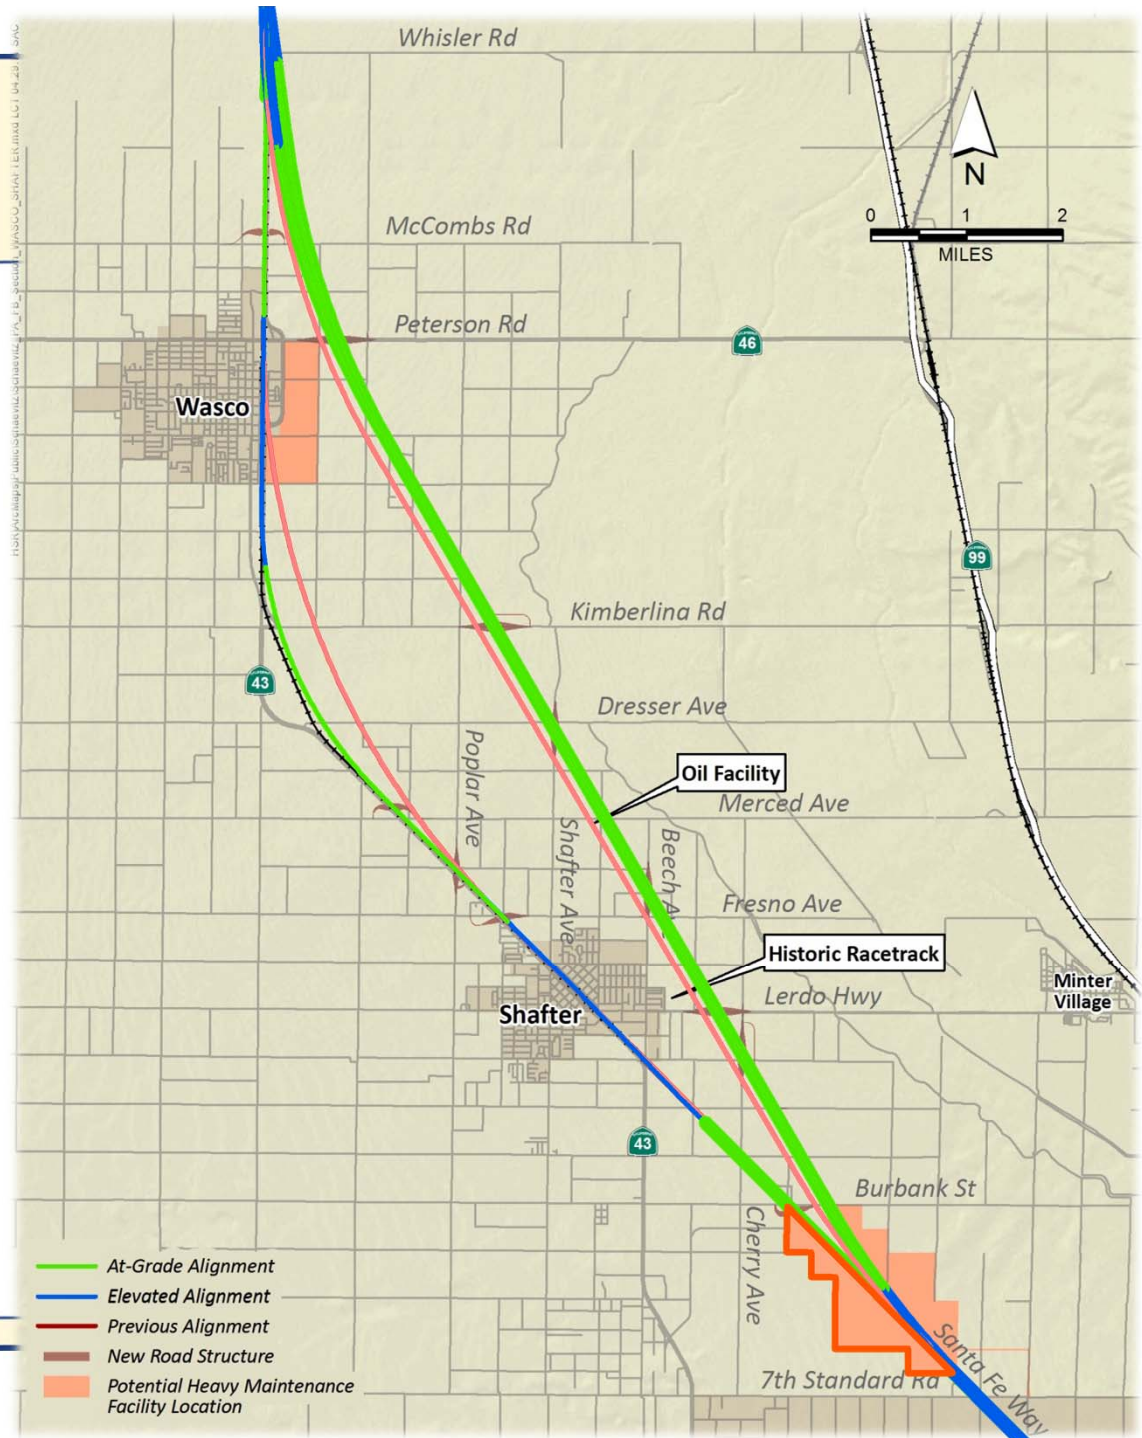 Whisler Rd
N
0 1 2
MILES
McCombs Rd
Peterson Rd
46
Wasco
99
Kimberlina Rd
43
Dresser Ave
Poplar Ave
Oil Facility
Merced Ave
Shafter Ave
Beech Av
Fresno Ave
Historic Racetrack
Lerdo Hwy
Minter
Village
Shafter
43
Burbank St
Cherry Ave
At-Grade Alignment
Elevated Alignment
Previous Alignment
New Road Structure
Potential Heavy Maintenance
Facility Location
Santa Fe Way
7th Standard Rd